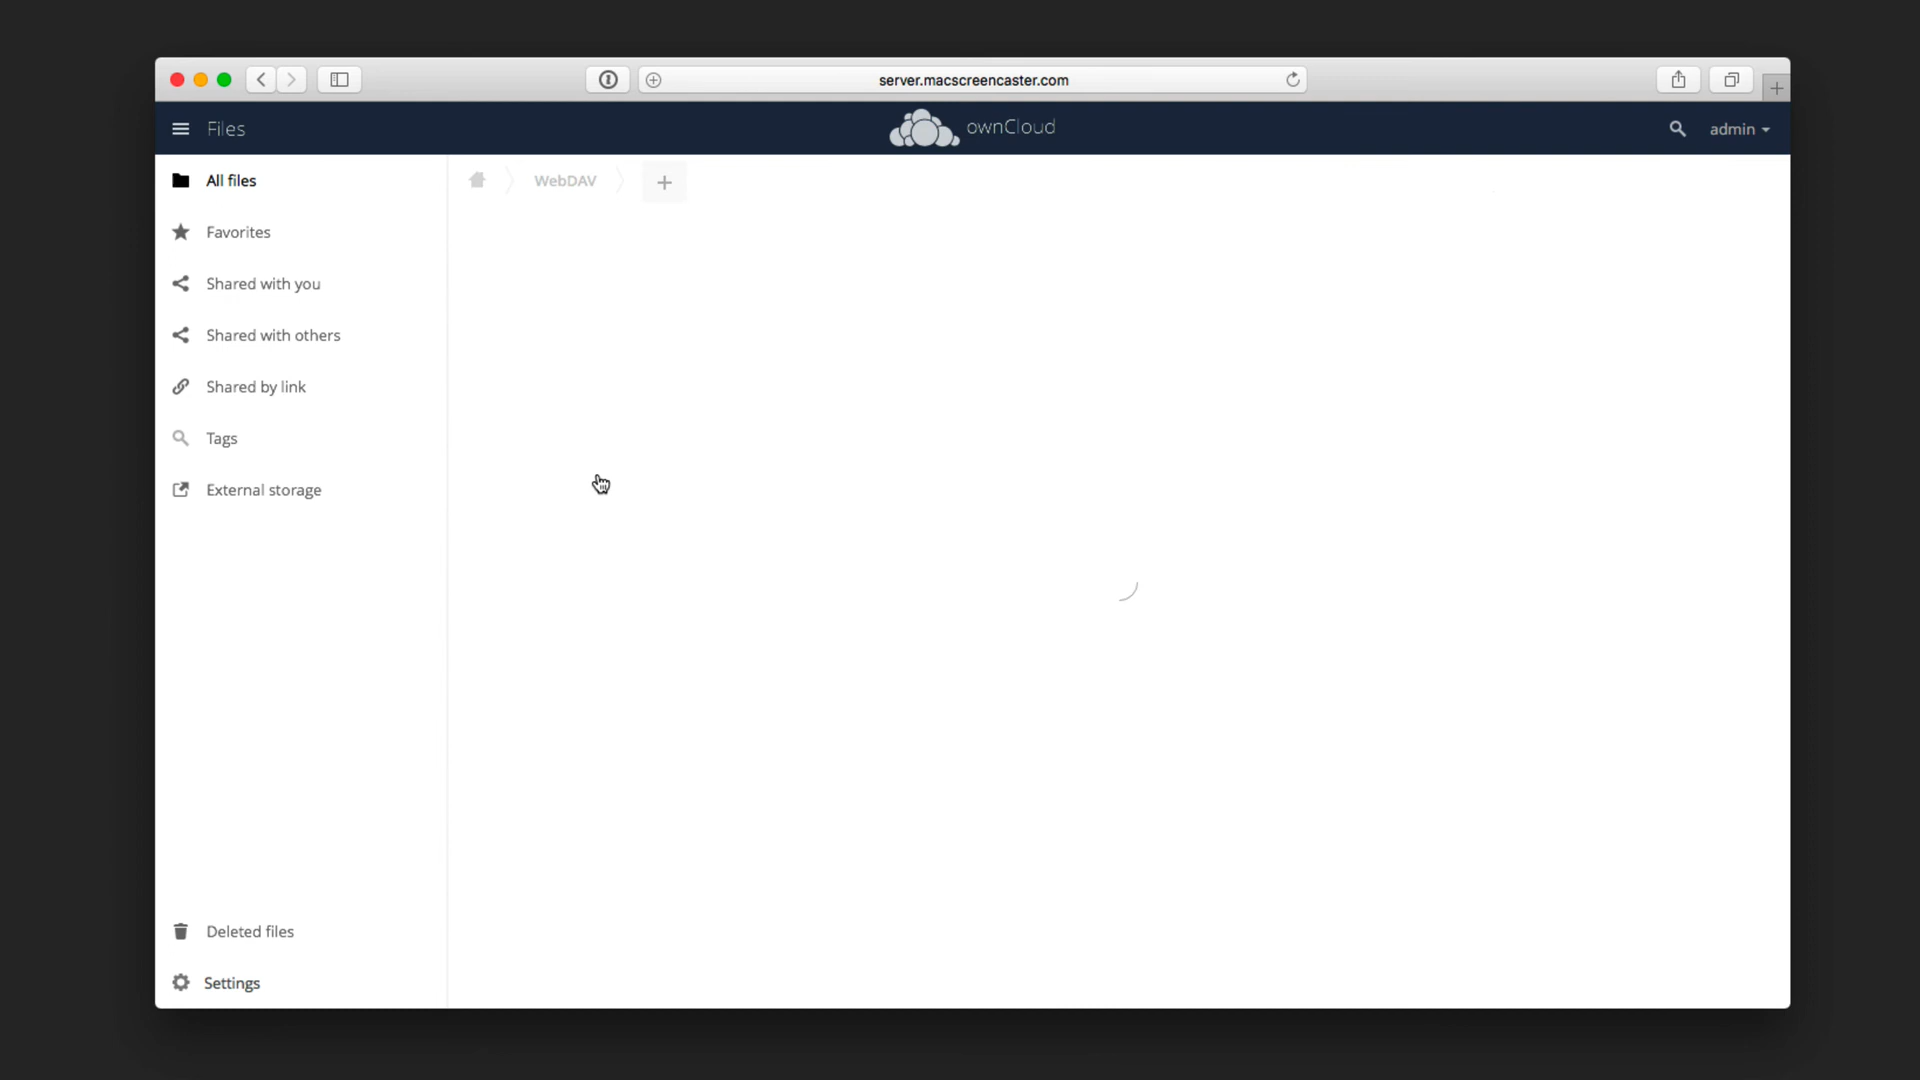 server.macscreencaster.com
Files
ownCloud
admin
All files
WebDAV
Favorites
Shared with you
Shared with others
Shared by link
Tags
External storage
Deleted files
Settings